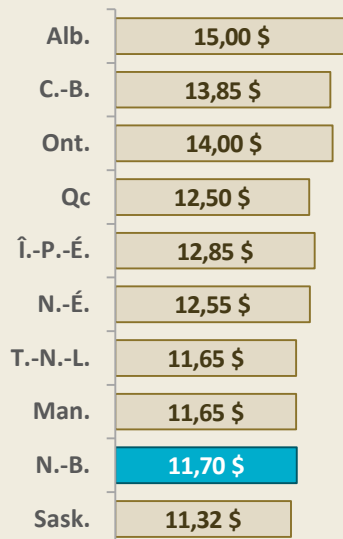 Alb. 15,00 $
C.-B. 13,85 $
Ont. 14,00 $
Qc 12,50 $
Î.-P.-É. 12,85 $
N.-É. 12,55 $
T.-N.-L. 11,65 $
Man. 11,65 $
N.-B. 11,70 $
Sask. 11,32 $